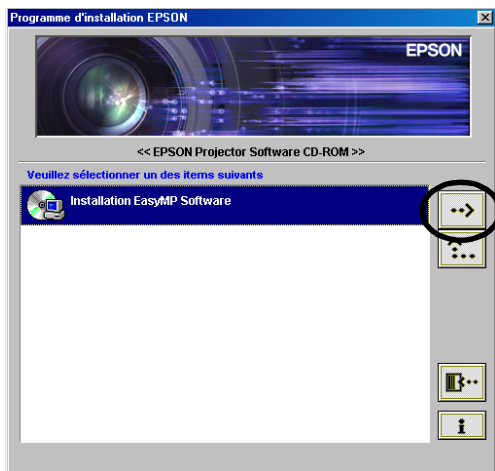 Programme d'installation EPSON
EPSON
<< EPSON Projector Software CD-ROM >>
Veuillez sélectionner un des items suivants
Installation EasyMP Software